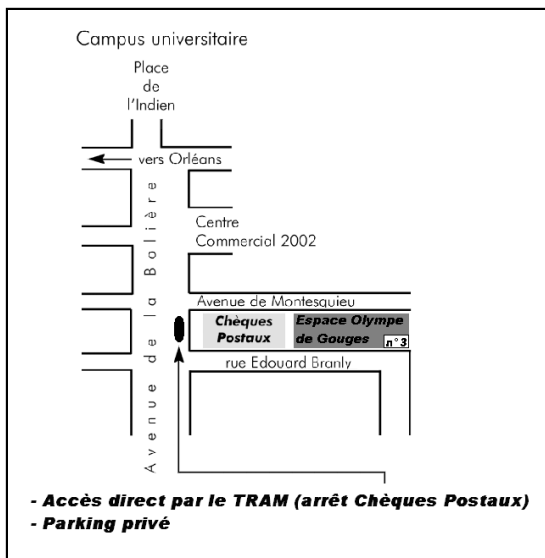 Campus universitaire
Place
de
l'Indien
vers Orléans
Avenue de la Bolière
Centre
Commercial 2002
Avenue de Montesquieu
Chèques
Postaux
Espace Olympe
de Gouges
n°3
rue Edouard Branly
- Accès direct par le TRAM (arrêt Chèques Postaux)
- Parking privé